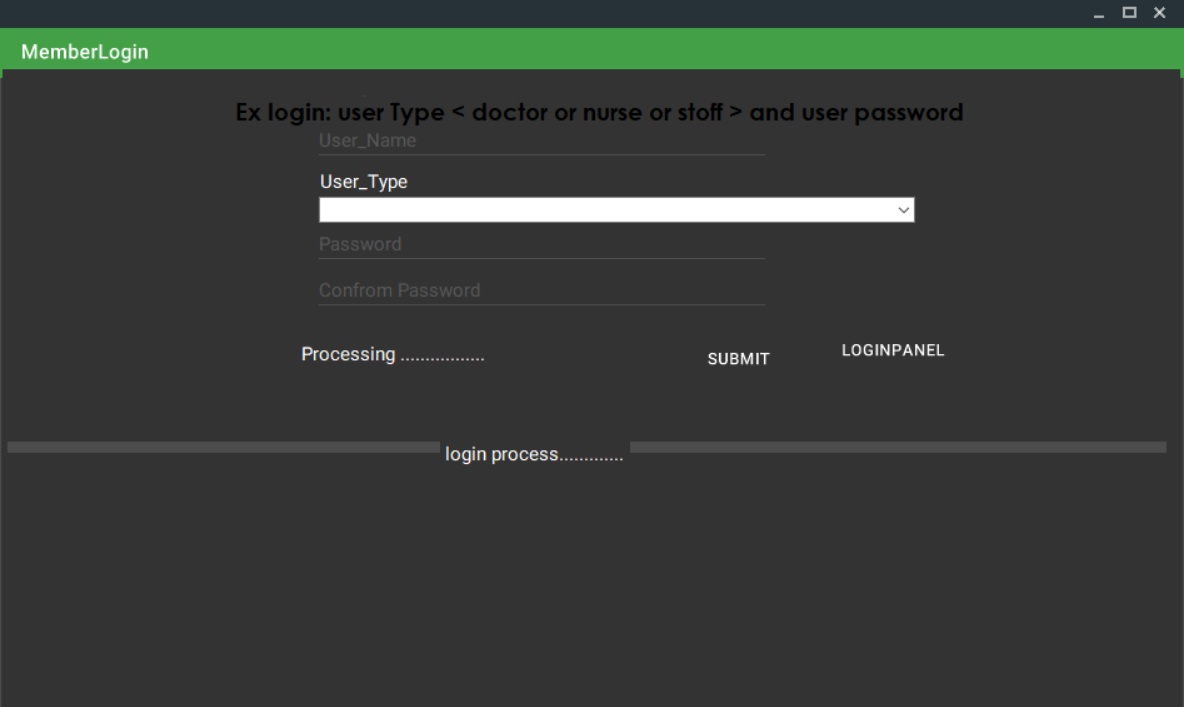 MemberLogin
Ex login: user Type < doctor or nurse or stoff > and user password
User_Name
User_Type
Password
Confrom Password
Processing .................
SUBMIT
LOGINPANEL
login process.............